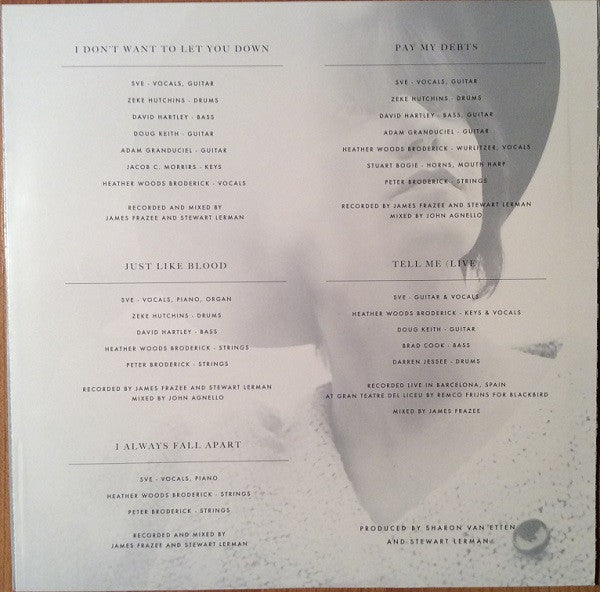 I DON'T WANT TO LET YOU DOWN
SVE - VOCALS, GUITAR
ZEKE HUTCHINS - DRUMS
DAVID HARTLEY - BASS
DOUG KEITH - GUITAR
ADAM GRANDUCIEL - GUITAR
JACOB C. MORRIRS - KEYS
HEATHER WOODS BRODERICK - VOCALS
RECORDED AND MIXED BY
JAMES FRAZEE AND STEWART LERMAN
JUST LIKE BLOOD
SVE - VOCALS, PIANO, ORGAN
ZEKE HUTCHINS - DRUMS
DAVID HARTLEY - BASS
HEATHER WOODS BRODERICK - STRINGS
PETER BRODERICK - STRINGS
RECORDED BY JAMES FRAZEE AND STEWART LERMAN
MIXED BY JOHN AGNELLO
I ALWAYS FALL APART
SVE - VOCALS, PIANO
HEATHER WOODS BRODERICK - STRINGS
PETER BRODERICK - STRINGS
RECORDED AND MIXED BY
JAMES FRAZEE AND STEWART LERMAN
PAY MY DEBTS
SVE - VOCALS, GUITAR
ZEKE HUTCHINS - DRUMS
DAVID HARTLEY - BASS, GUITAR
ADAM GRANDUCIEL - GUITAR
HEATHER WOODS BRODERICK - WURLITZER, VOCALS
STUART BOGIE - HORNS, MOUTH HARP
PETER BRODERICK - STRINGS
RECORDED BY JAMES FRAZEE AND STEWART LERMAN
MIXED BY JOHN AGNELLO
TELL ME (LIVE)
SVE - GUITAR & VOCALS
HEATHER WOODS BRODERICK - KEYS & VOCALS
DOUG KEITH - GUITAR
BRAD COOK - BASS
DARREN JESSEE - DRUMS
RECORDED LIVE IN BARCELONA, SPAIN
AT GRAN TEATRE DEL LICEU BY REMCO FRIJNS FOR BLACKBIRD
MIXED BY JAMES FRAZEE
PRODUCED BY SHARON VAN ETTEN
AND STEWART LERMAN